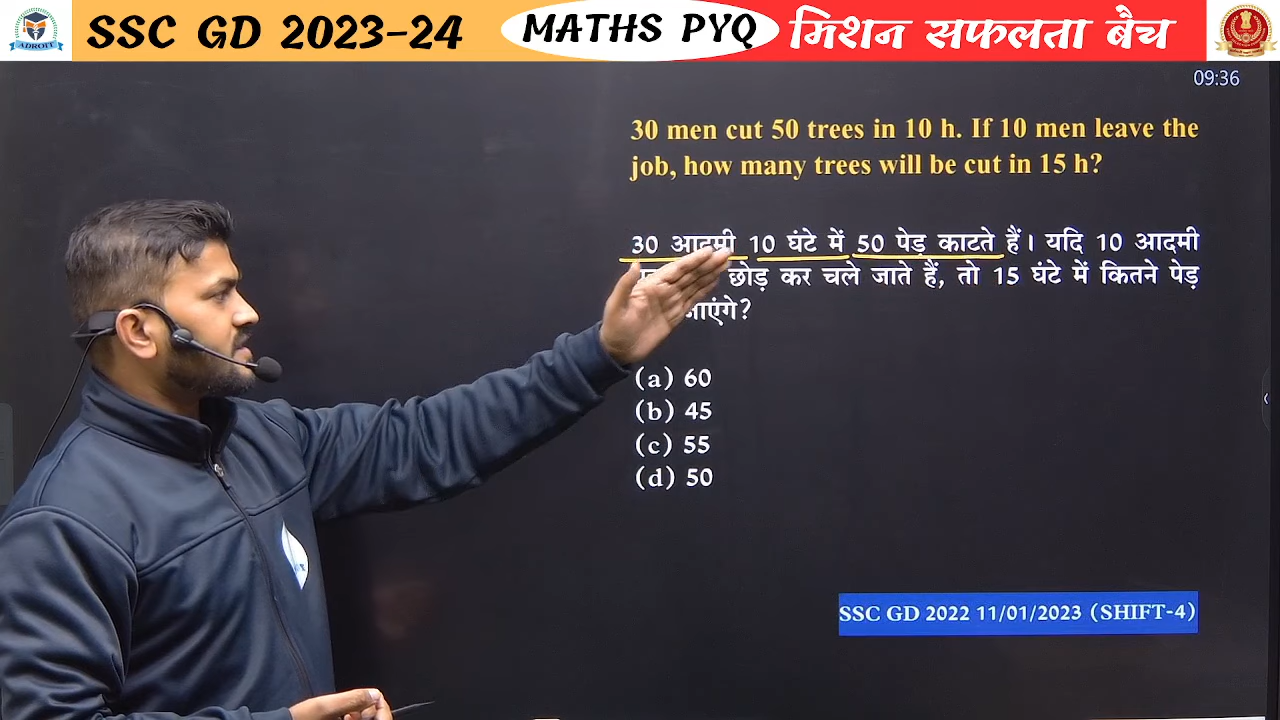 ADROIT
SSC GD 2023-24
MATHS PYQ
मिशन सफलता बैच
09:36
30 men cut 50 trees in 10 h. If 10 men leave the
job, how many trees will be cut in 15 h?
30 आदमी 10 घंटे में 50 पेड़ काटते हैं। यदि 10 आदमी
छोड़ कर चले जाते हैं, तो 15 घंटे में कितने पेड़
(a) 60
(b) 45
(c) 55
(d) 50
SSC GD 2022 11/01/2023 (SHIFT-4)